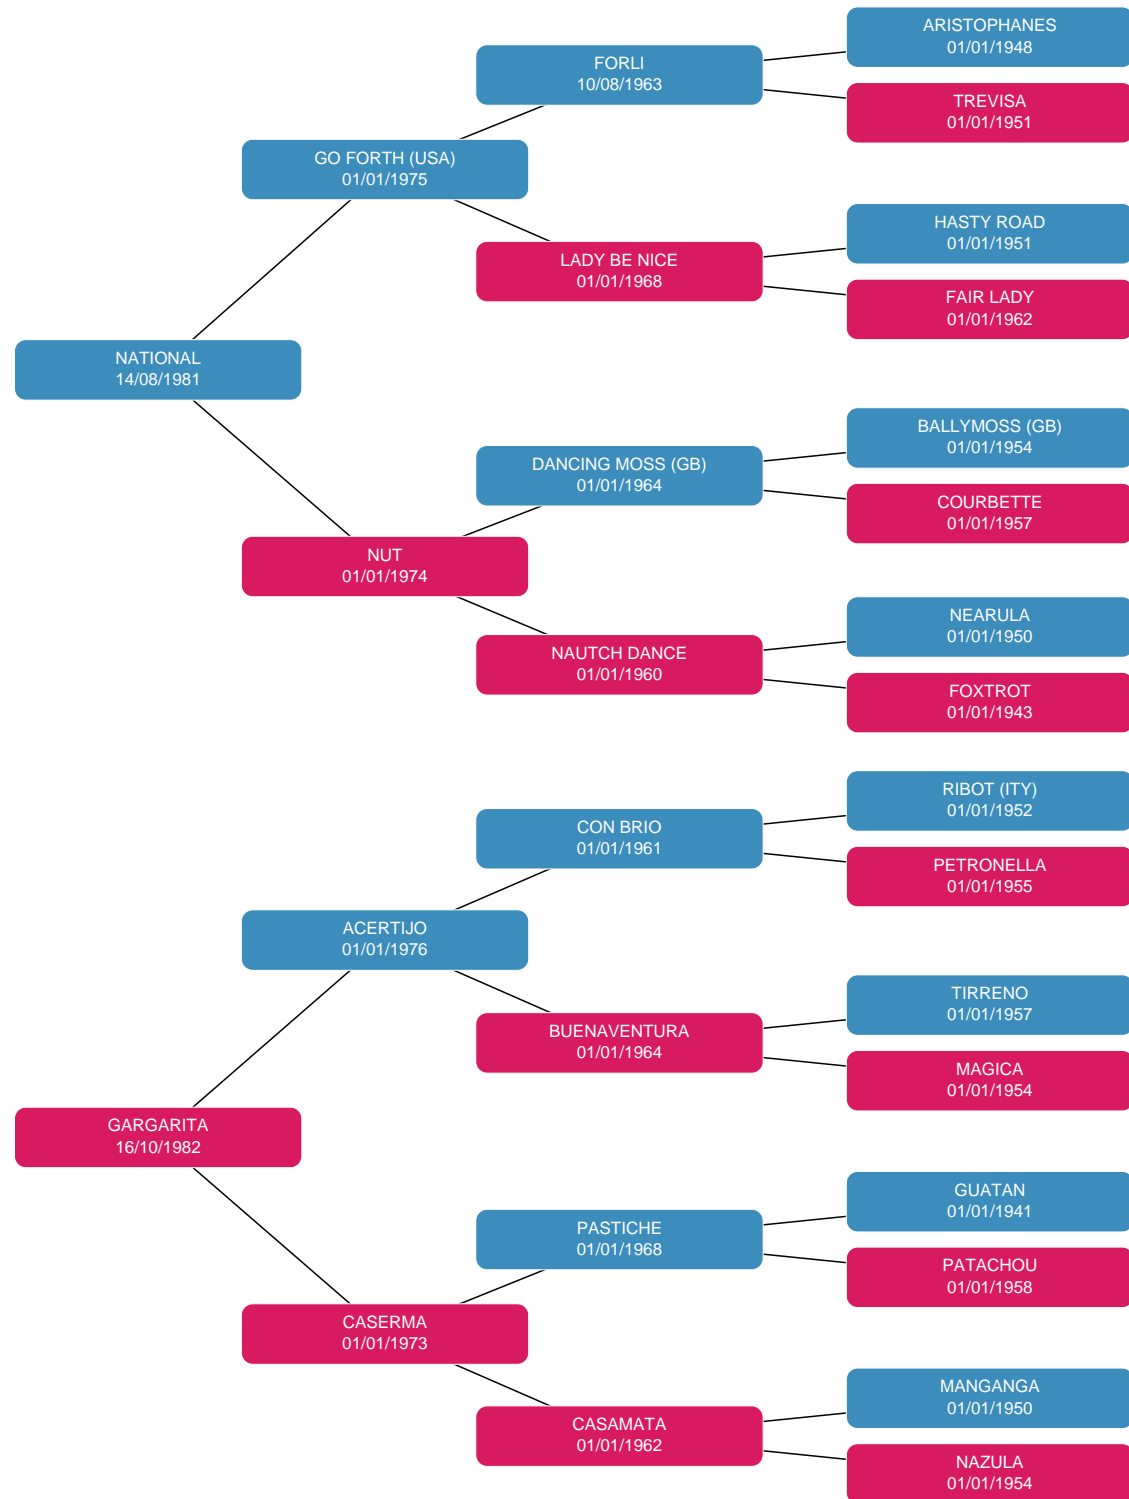 ARISTOPHANES
01/01/1948
FORLI
10/08/1963
TREVISA
01/01/1951
GO FORTH (USA)
01/01/1975
HASTY ROAD
01/01/1951
LADY BE NICE
01/01/1968
FAIR LADY
01/01/1962
NATIONAL
14/08/1981
BALLYMOSS (GB)
01/01/1954
DANCING MOSS (GB)
01/01/1964
COURBETTE
01/01/1957
NUT
01/01/1974
NEARULA
01/01/1950
NAUTCH DANCE
01/01/1960
FOXTROT
01/01/1943
RIBOT (ITY)
01/01/1952
CON BRIO
01/01/1961
PETRONELLA
01/01/1955
ACERTIJO
01/01/1976
TIRRENO
01/01/1957
BUENAVENTURA
01/01/1964
MAGICA
01/01/1954
GARGARITA
16/10/1982
GUATAN
01/01/1941
PASTICHE
01/01/1968
PATACHOU
01/01/1958
CASERMA
01/01/1973
MANGANGA
01/01/1950
CASAMATA
01/01/1962
NAZULA
01/01/1954